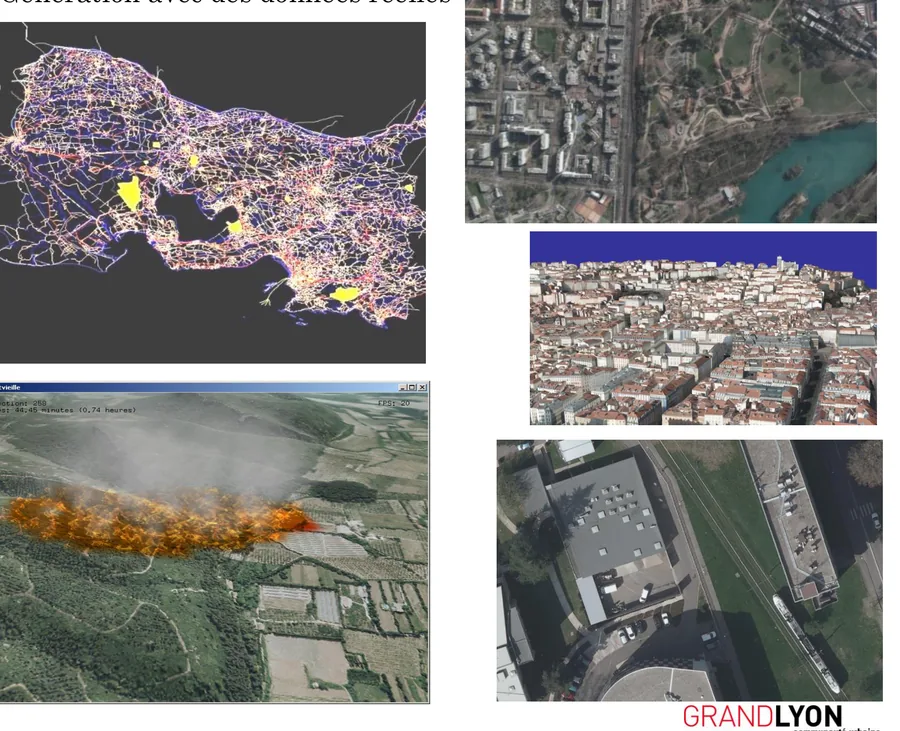 Génération avec des données réelles
: 44,45 minutes (0,74 heures)
FPS: 20
GRANDLYON